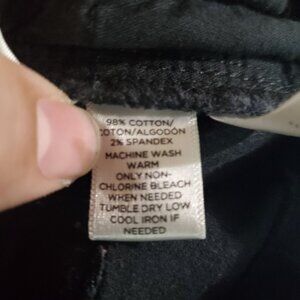 98% COTTON/
COTON/ALGODÓN
2% SPANDEX
MACHINE WASH
WARM
ONLY NON-
CHLORINE BLEACH
WHEN NEEDED
TUMBLE DRY LOW
COOL IRON IF
NEEDED